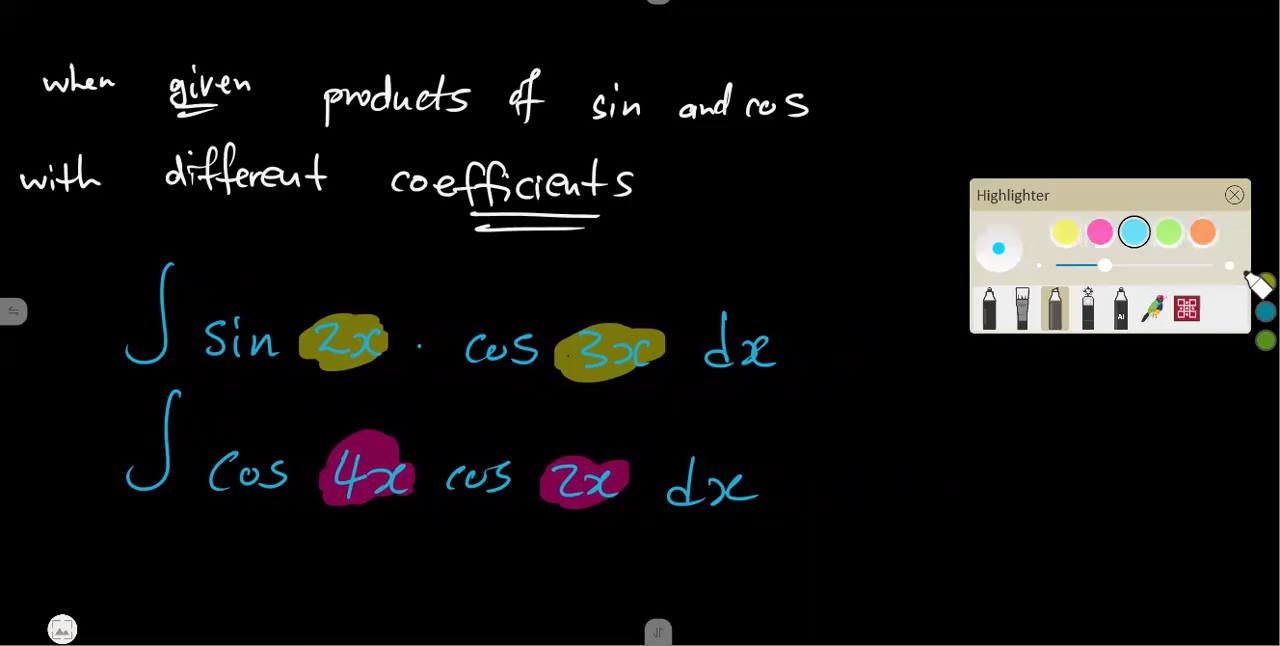 when given products of sin and cos
with different coefficients
Highlighter
∫ sin 2x · cos 3x dx
AI
∫ cos 4x cos 2x dx